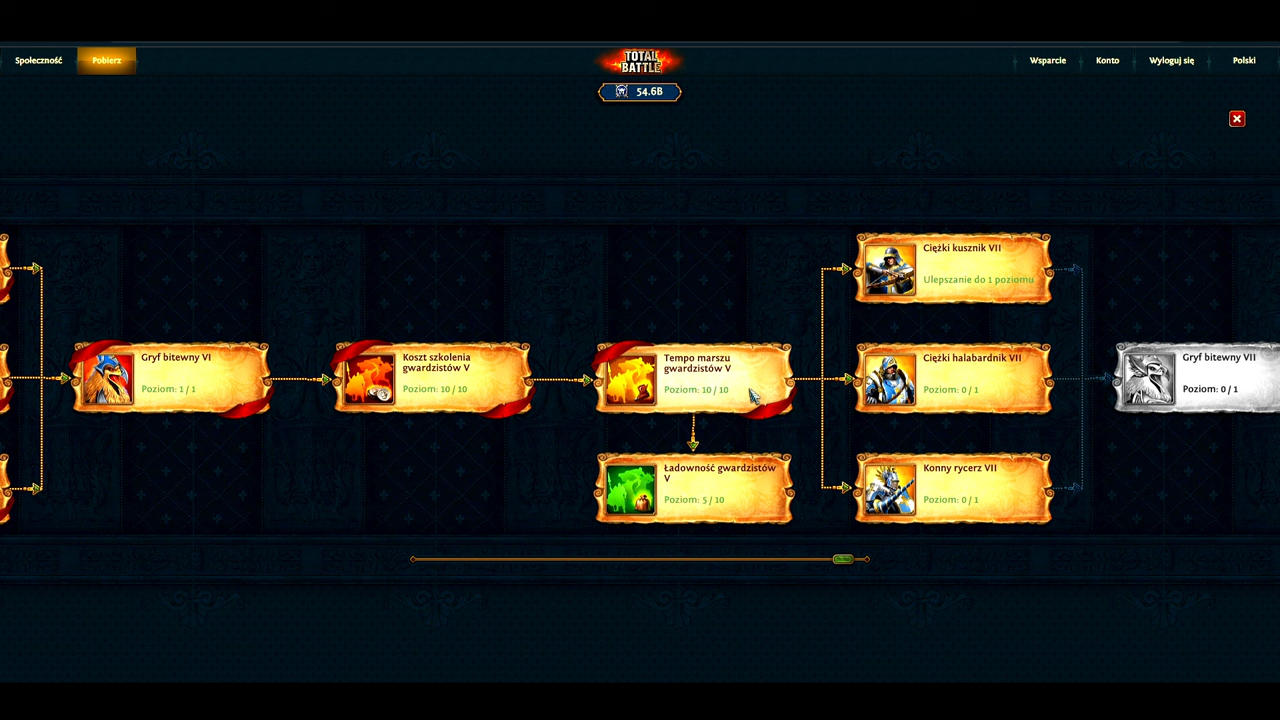 Społeczność
Pobierz
TOTAL
BATTLE
Wsparcie
Konto
Wyloguj się
Polski
54.6B
Ciężki kusznik VII
Ulepszanie do 1 poziomu
Gryf bitewny VI
Poziom: 1 / 1
Koszt szkolenia
gwardzistów V
Poziom: 10 / 10
Tempo marszu
gwardzistów V
Poziom: 10 / 10
Ciężki halabardnik VII
Poziom: 0 / 1
Gryf bitewny VII
Poziom: 0 / 1
Ładowność gwardzistów
V
Poziom: 5 / 10
Konny rycerz VII
Poziom: 0 / 1